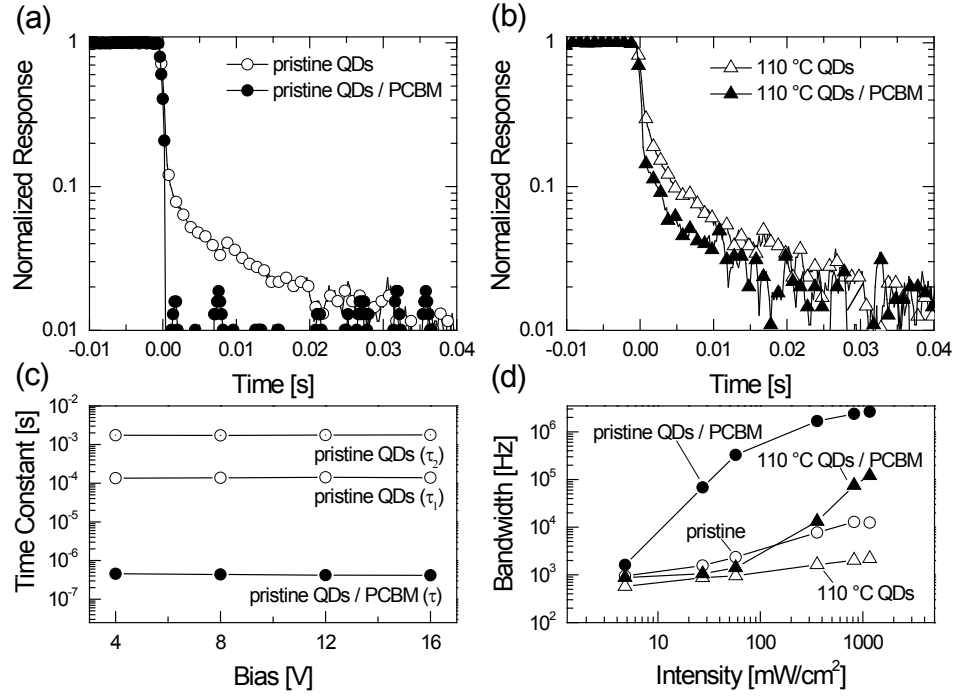 (a)
(b)
1
0.1
0.01
Normalized Response
pristine QDs
pristine QDs / PCBM
-0.01 0.00 0.01 0.02 0.03 0.04
Time [s]
1
0.1
0.01
Normalized Response
110 °C QDs
110 °C QDs / PCBM
-0.01 0.00 0.01 0.02 0.03 0.04
Time [s]
(c)
10⁻²
10⁻³
10⁻⁴
10⁻⁵
10⁻⁶
10⁻⁷
Time Constant [s]
pristine QDs (τ₂)
pristine QDs (τ₁)
pristine QDs / PCBM (τ)
4 8 12 16
Bias [V]
(d)
10⁶
10⁵
10⁴
10³
10²
Bandwidth [Hz]
pristine QDs / PCBM
110 °C QDs / PCBM
pristine
110 °C QDs
10 100 1000
Intensity [mW/cm²]